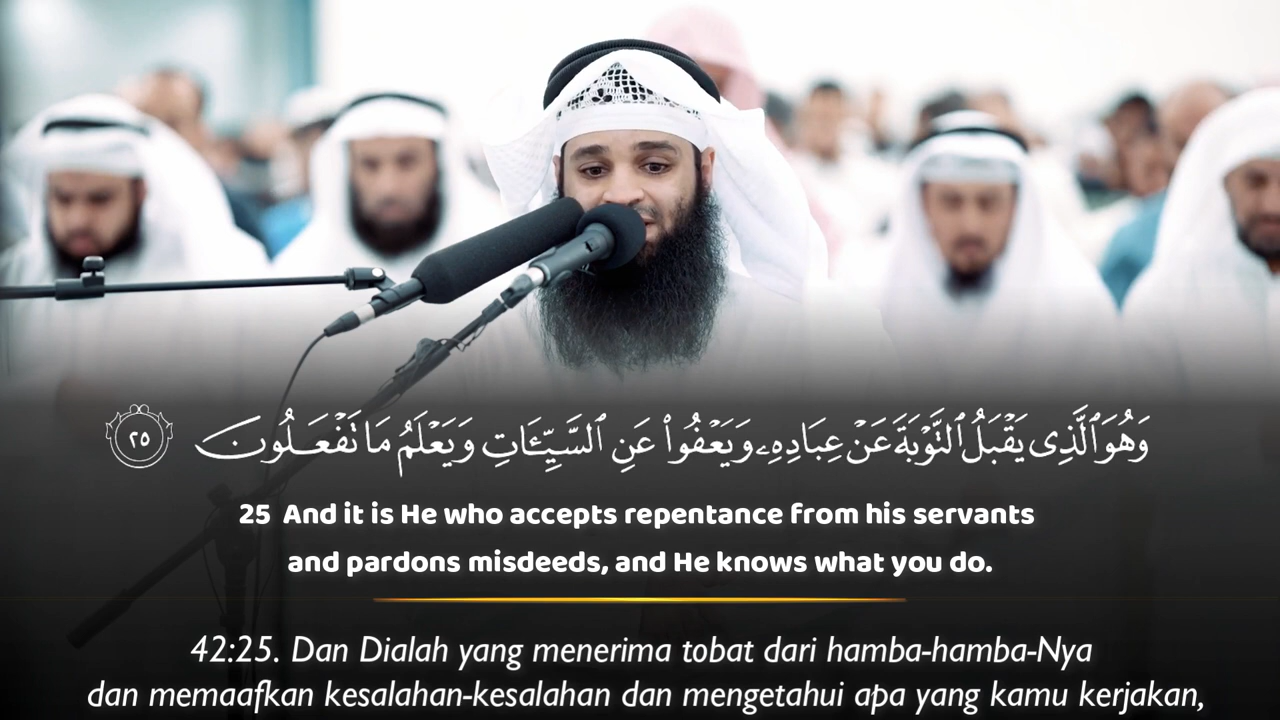 وَهُوَ ٱلَّذِى يَقْبَلُ ٱلتَّوْبَةَ عَنْ عِبَادِهِۦ وَيَعْفُوا۟ عَنِ ٱلسَّيِّـَٔاتِ وَيَعْلَمُ مَا تَفْعَلُونَ ٢٥
25 And it is He who accepts repentance from his servants
and pardons misdeeds, and He knows what you do.
42:25. Dan Dialah yang menerima tobat dari hamba-hamba-Nya
dan memaafkan kesalahan-kesalahan dan mengetahui apa yang kamu kerjakan,